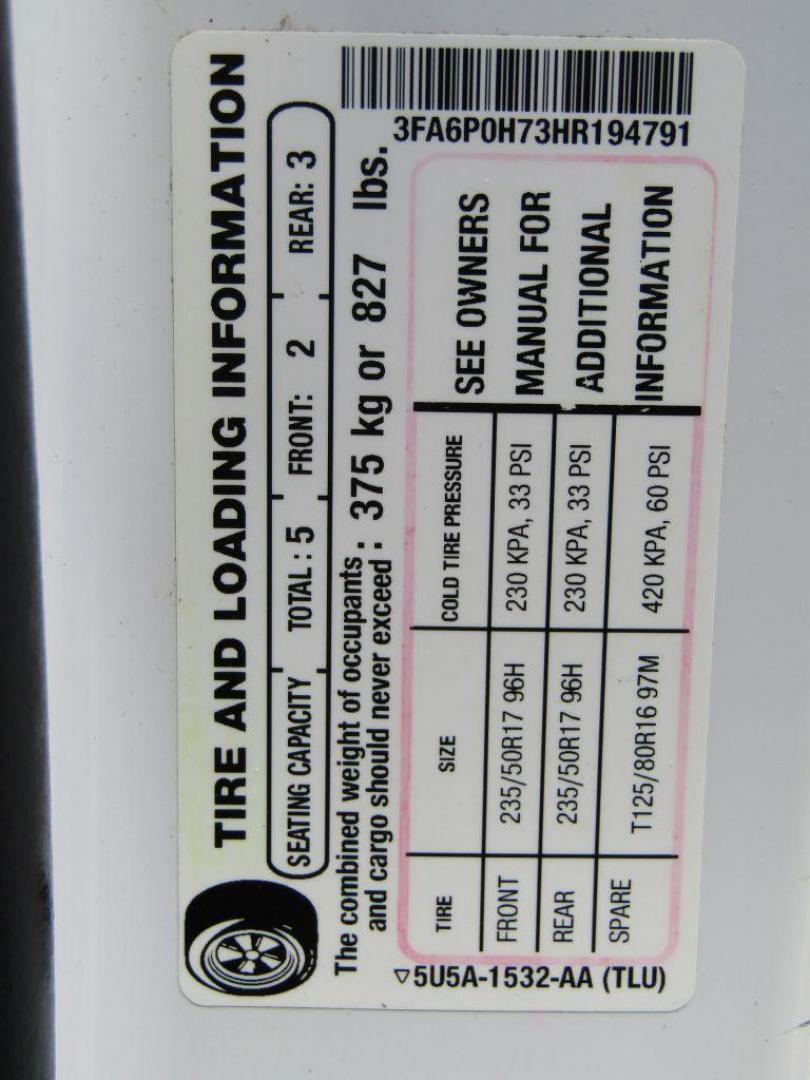 TIRE AND LOADING INFORMATION
SEATING CAPACITY TOTAL : 5 FRONT: 2 REAR: 3
The combined weight of occupants
and cargo should never exceed : 375 kg or 827 lbs.
3FA6P0H73HR194791
TIRE SIZE COLD TIRE PRESSURE
FRONT 235/50R17 96H 230 KPA, 33 PSI
REAR 235/50R17 96H 230 KPA, 33 PSI
SPARE T125/80R16 97M 420 KPA, 60 PSI
SEE OWNERS
MANUAL FOR
ADDITIONAL
INFORMATION
5U5A-1532-AA (TLU)